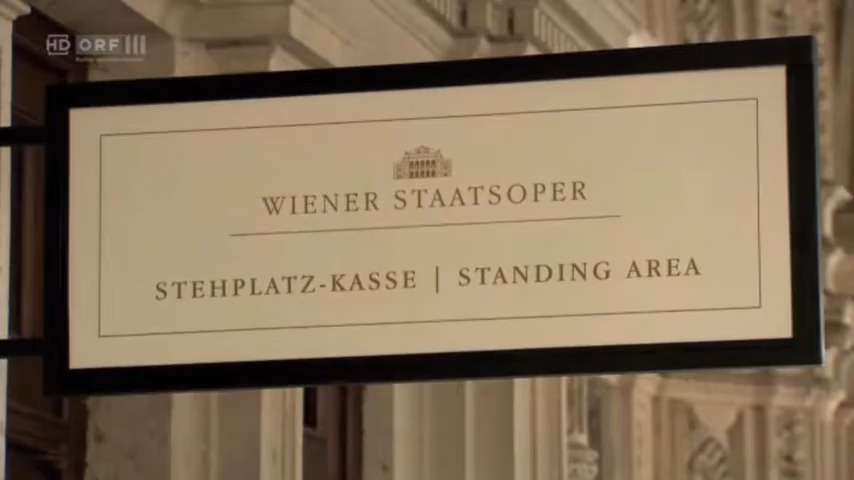 HD ORF III
WIENER STAATSOPER
STEHPLATZ-KASSE | STANDING AREA